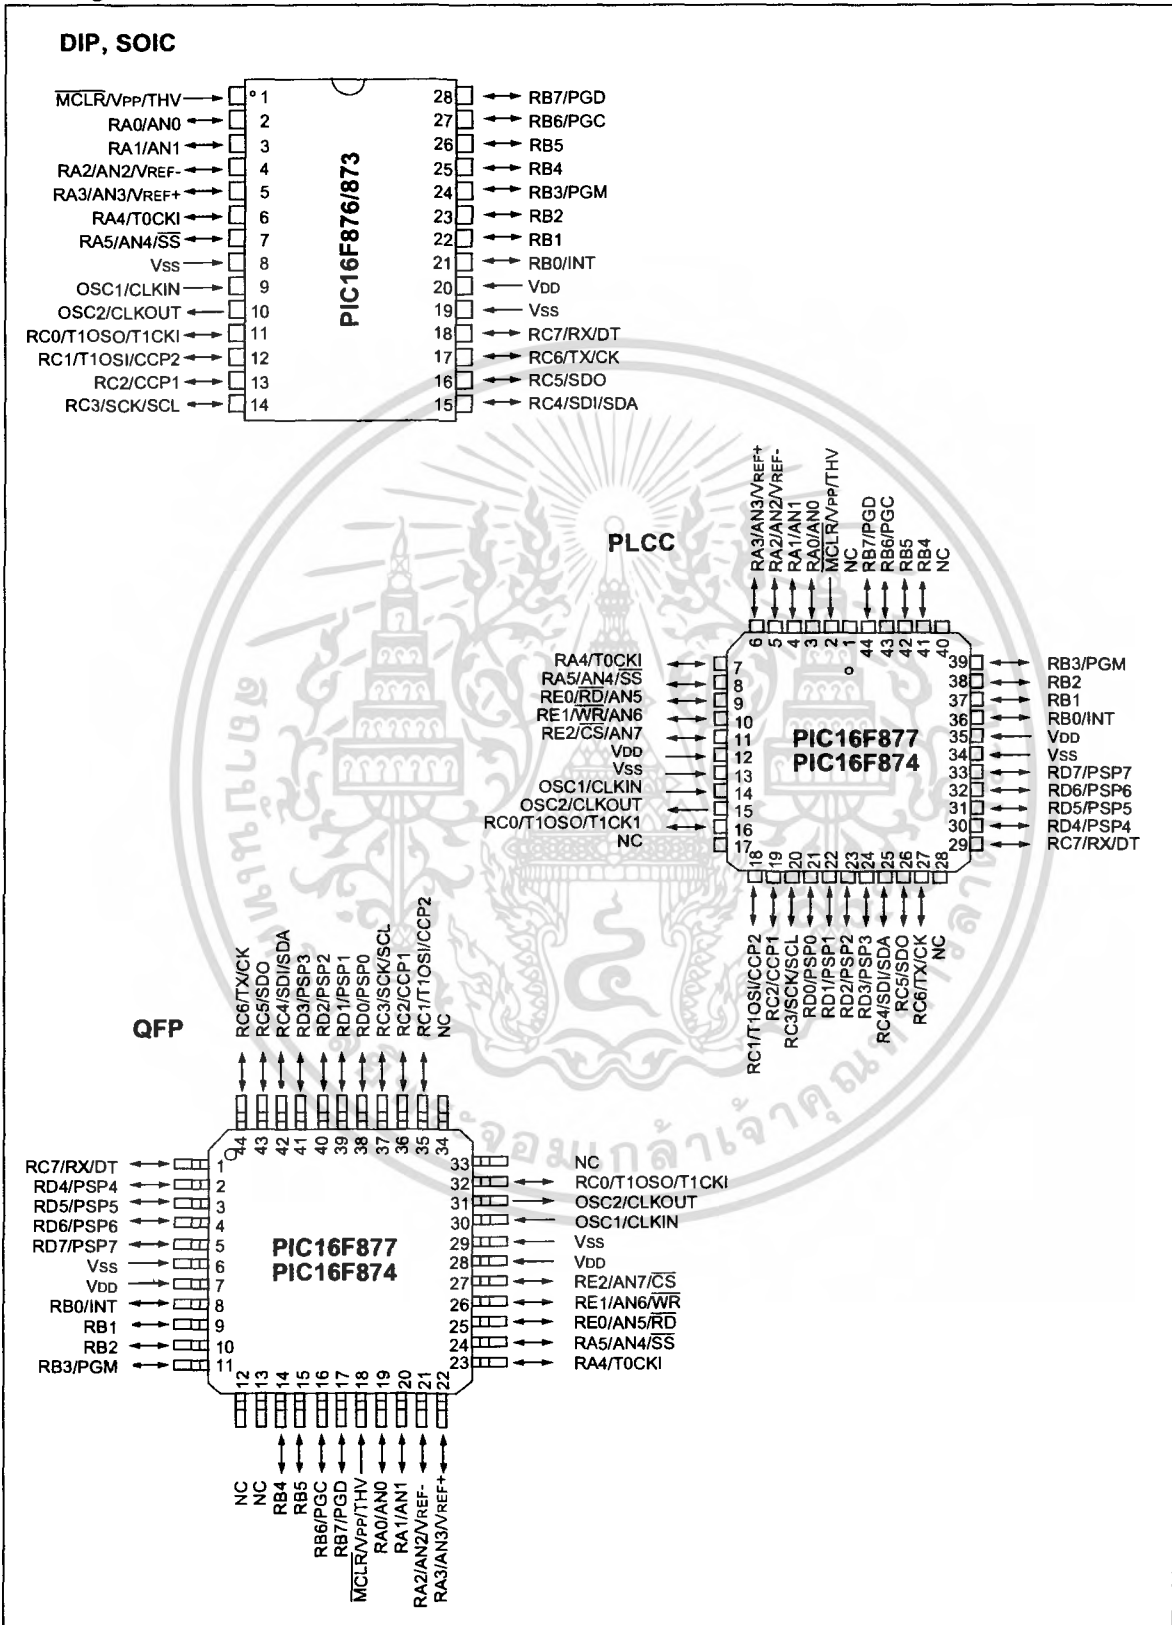 DIP, SOIC
MCLR/VPP/THV 1 28 RB7/PGD
RA0/AN0 2 27 RB6/PGC
RA1/AN1 3 26 RB5
RA2/AN2/VREF- 4 25 RB4
RA3/AN3/VREF+ 5 24 RB3/PGM
RA4/T0CKI 6 23 RB2
RA5/AN4/SS 7 22 RB1
VSS 8 21 RB0/INT
OSC1/CLKIN 9 20 VDD
OSC2/CLKOUT 10 19 VSS
RC0/T1OSO/T1CKI 11 18 RC7/RX/DT
RC1/T1OSI/CCP2 12 17 RC6/TX/CK
RC2/CCP1 13 16 RC5/SDO
RC3/SCK/SCL 14 15 RC4/SDI/SDA
PIC16F876/873
PLCC
RA3/AN3/VREF+ 6
RA2/AN2/VREF- 5
RA1/AN1 4
RA0/AN0 3
MCLR/VPP/THV 2
NC 1
RB7/PGD 44
RB6/PGC 43
RB5 42
RB4 41
NC 40
RA4/T0CKI 7
RA5/AN4/SS 8
RE0/RD/AN5 9
RE1/WR/AN6 10
RE2/CS/AN7 11
VDD 12
VSS 13
OSC1/CLKIN 14
OSC2/CLKOUT 15
RC0/T1OSO/T1CK1 16
NC 17
PIC16F877
PIC16F874
39 RB3/PGM
38 RB2
37 RB1
36 RB0/INT
35 VDD
34 VSS
33 RD7/PSP7
32 RD6/PSP6
31 RD5/PSP5
30 RD4/PSP4
29 RC7/RX/DT
18 RC1/T1OSI/CCP2
19 RC2/CCP1
20 RC3/SCK/SCL
21 RD0/PSP0
22 RD1/PSP1
23 RD2/PSP2
24 RD3/PSP3
25 RC4/SDI/SDA
26 RC5/SDO
27 RC6/TX/CK
28 NC
QFP
RC6/TX/CK 44
RC5/SDO 43
RC4/SDI/SDA 42
RD3/PSP3 41
RD2/PSP2 40
RD1/PSP1 39
RD0/PSP0 38
RC3/SCK/SCL 37
RC2/CCP1 36
RC1/T1OSI/CCP2 35
NC 34
RC7/RX/DT 1
RD4/PSP4 2
RD5/PSP5 3
RD6/PSP6 4
RD7/PSP7 5
VSS 6
VDD 7
RB0/INT 8
RB1 9
RB2 10
RB3/PGM 11
PIC16F877
PIC16F874
33 NC
32 RC0/T1OSO/T1CKI
31 OSC2/CLKOUT
30 OSC1/CLKIN
29 VSS
28 VDD
27 RE2/AN7/CS
26 RE1/AN6/WR
25 RE0/AN5/RD
24 RA5/AN4/SS
23 RA4/T0CKI
12 NC
13 NC
14 RB4
15 RB5
16 RB6/PGC
17 RB7/PGD
18 MCLR/VPP/THV
19 RA0/AN0
20 RA1/AN1
21 RA2/AN2/VREF-
22 RA3/AN3/VREF+